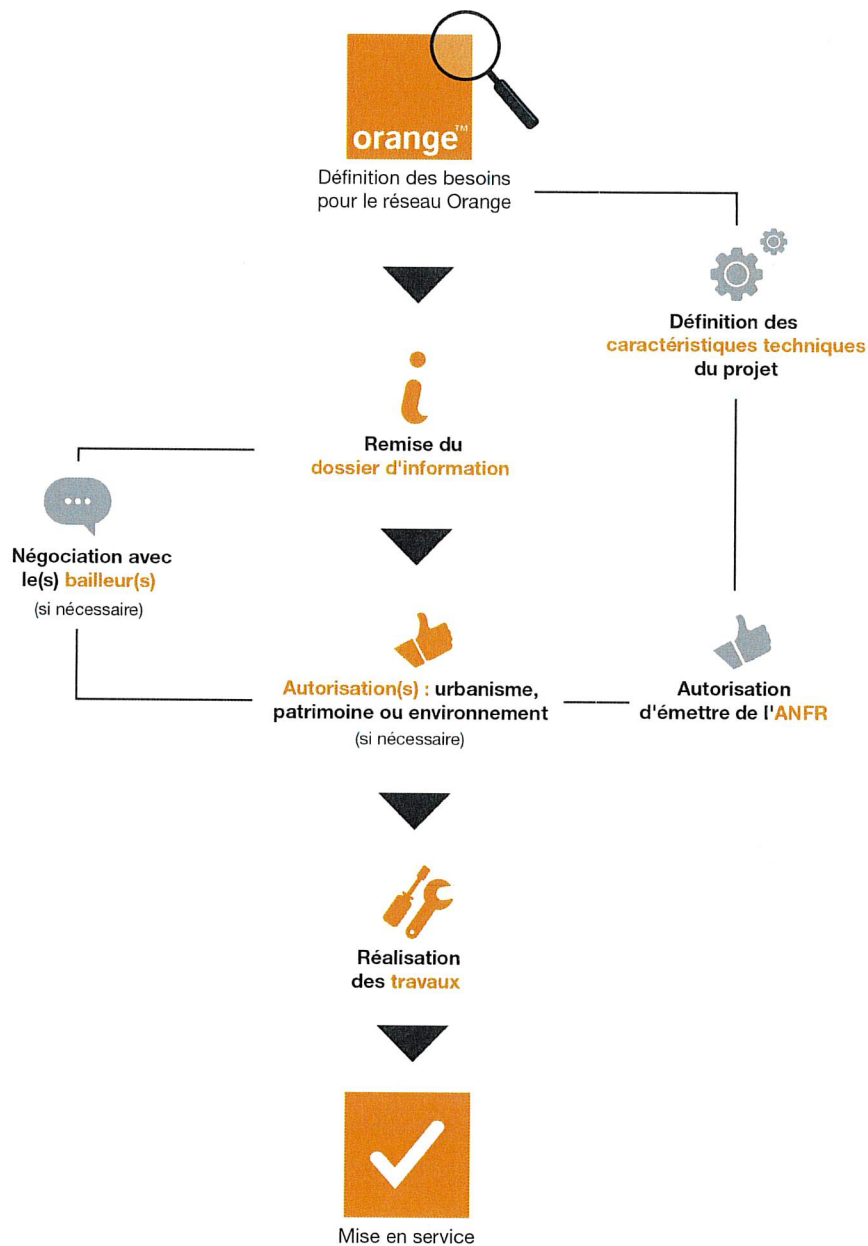 orange™
Définition des besoins
pour le réseau Orange
Définition des
caractéristiques techniques
du projet
Remise du
dossier d'information
Négociation avec
le(s) bailleur(s)
(si nécessaire)
Autorisation(s) : urbanisme,
patrimoine ou environnement
(si nécessaire)
Autorisation
d'émettre de l'ANFR
Réalisation
des travaux
Mise en service